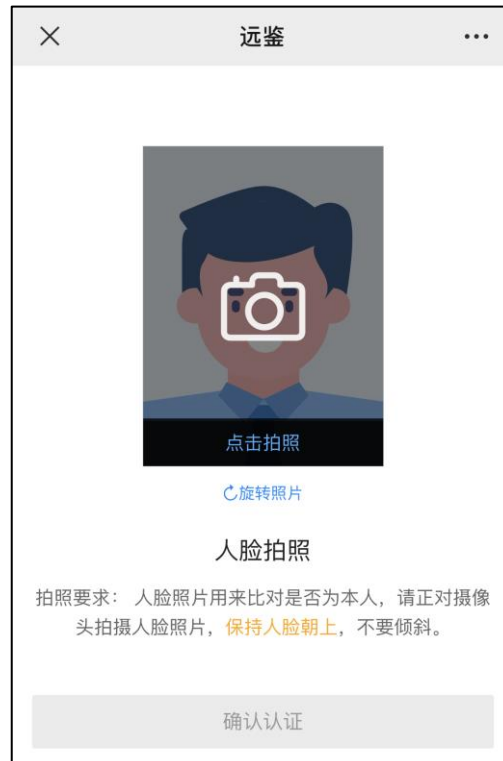 远鉴
点击拍照
旋转照片
人脸拍照
拍照要求： 人脸照片用来比对是否为本人，请正对摄像
头拍摄人脸照片，保持人脸朝上，不要倾斜。
确认认证